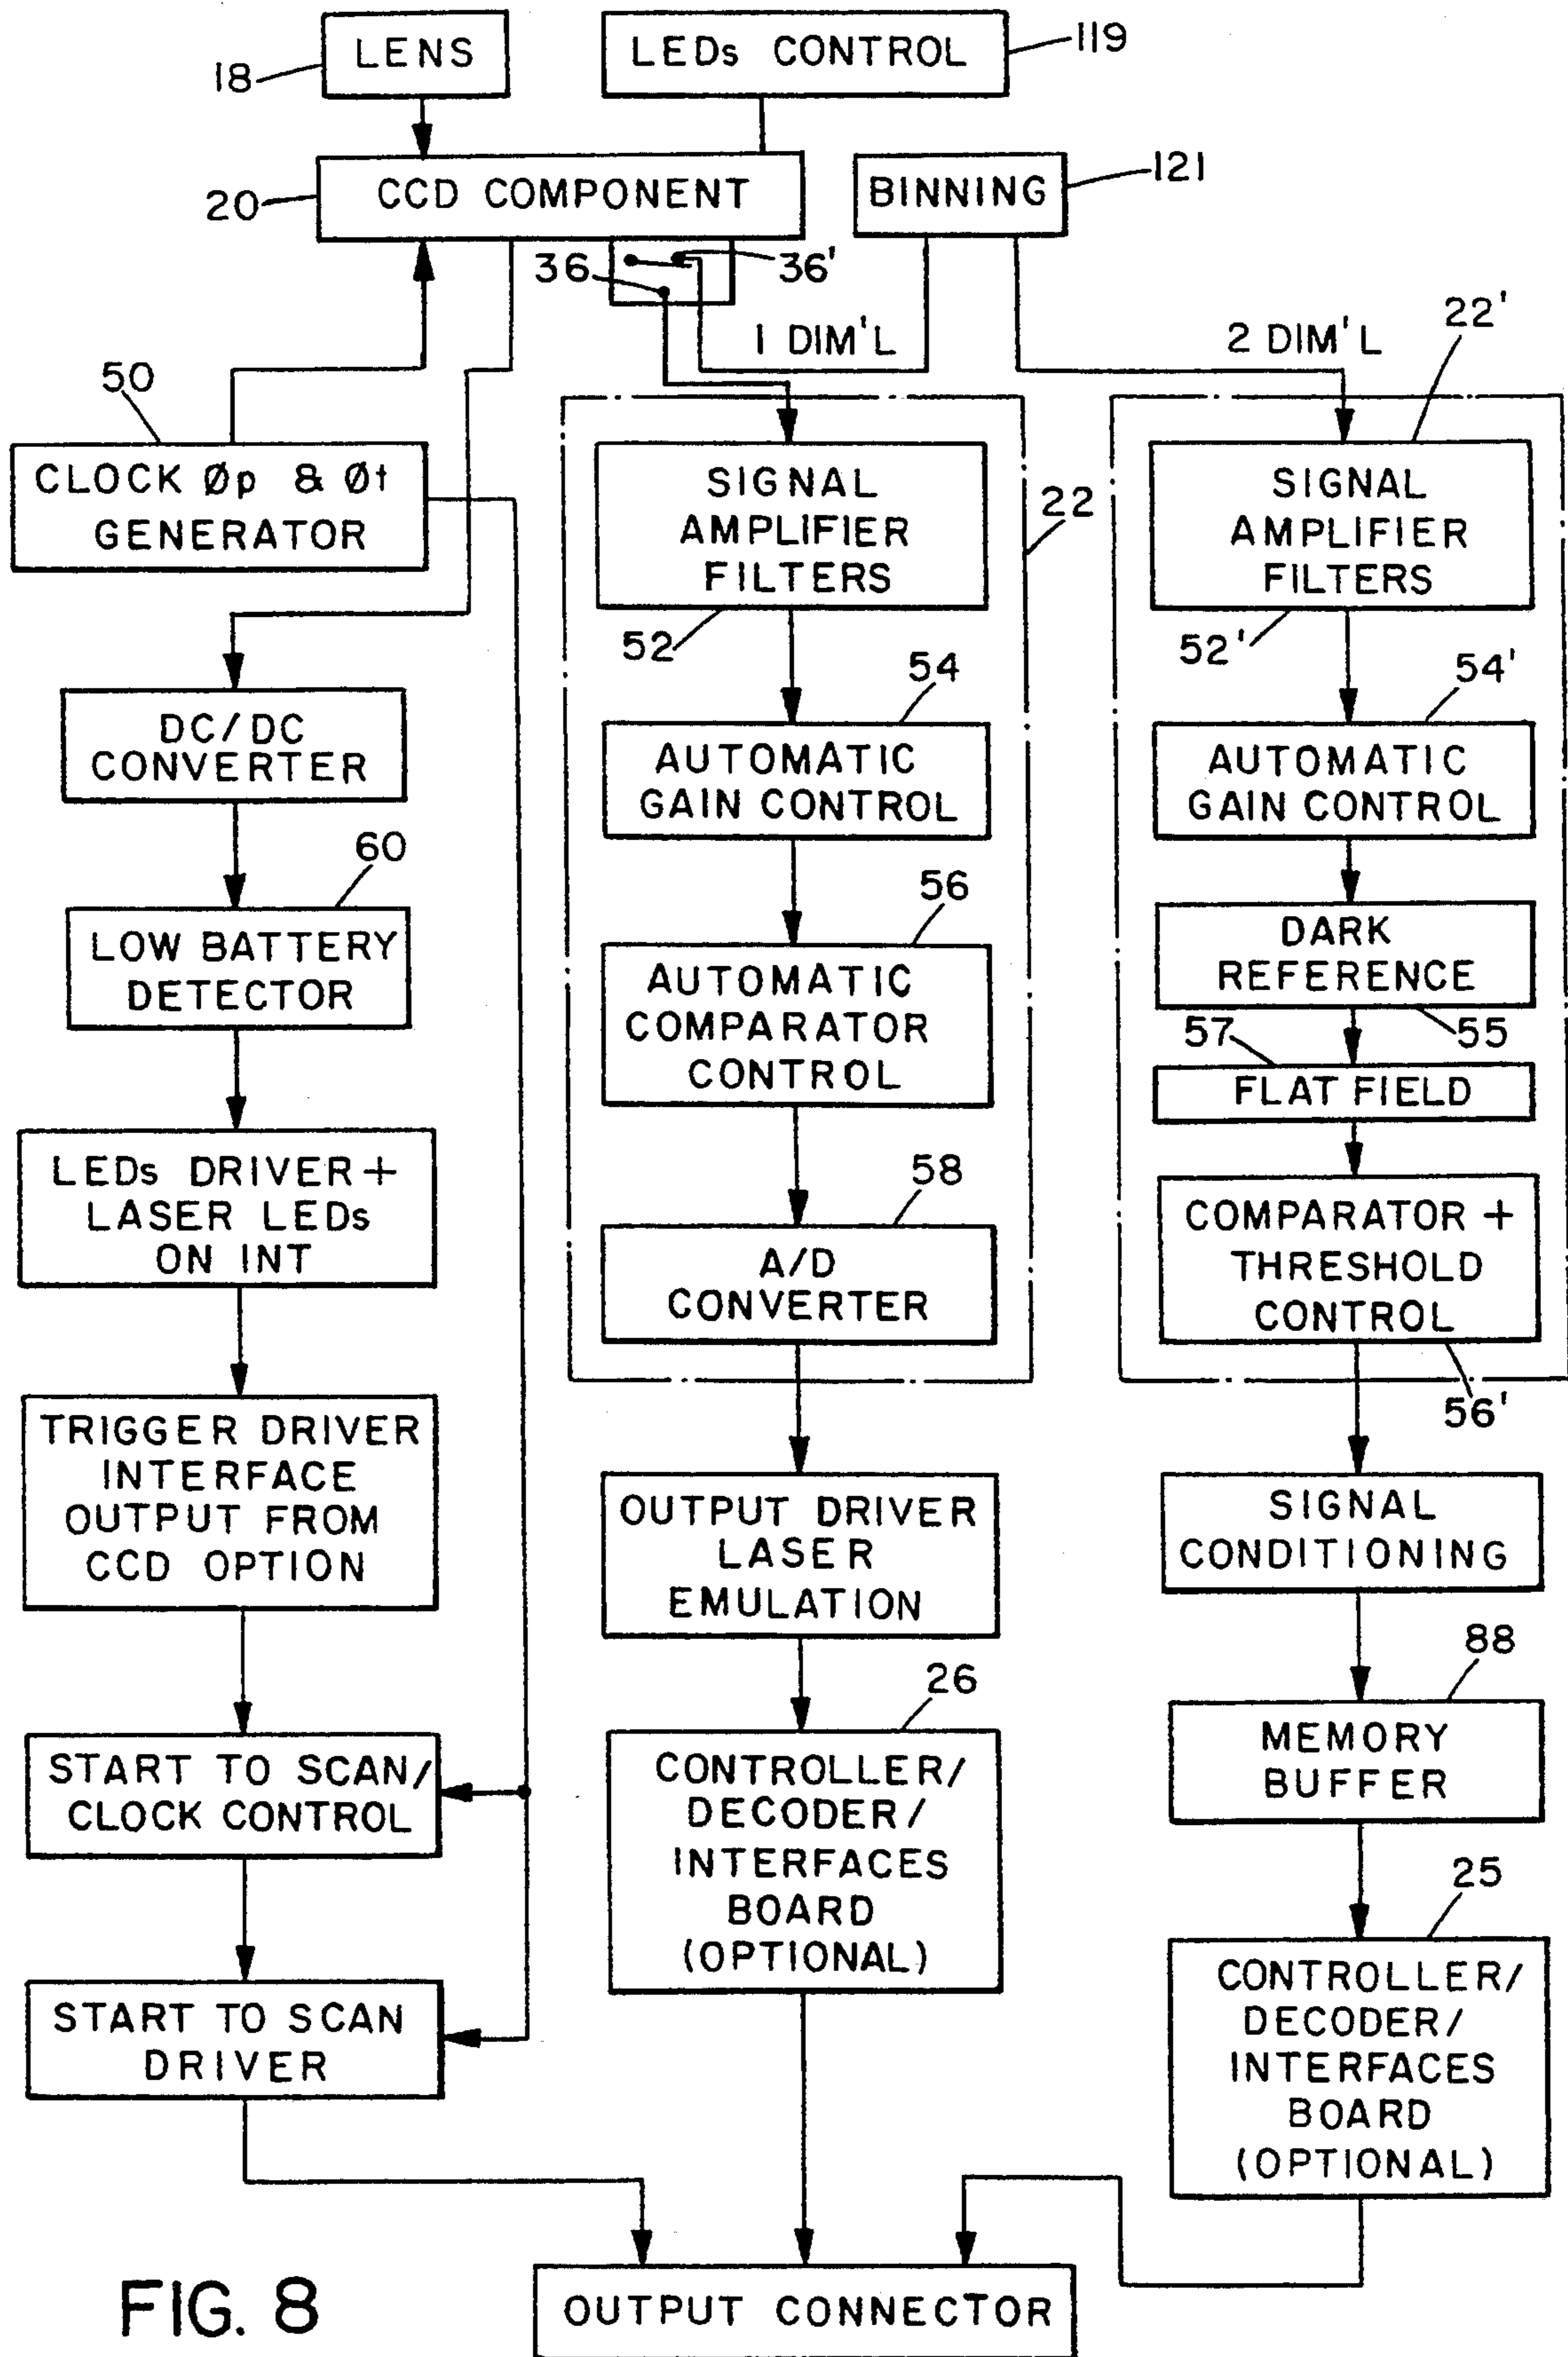 LENS
18
LEDs CONTROL
119
CCD COMPONENT
20
BINNING
121
36
36'
1 DIM'L
2 DIM'L
22'
50
CLOCK Øp & Øt
GENERATOR
SIGNAL
AMPLIFIER
FILTERS
52
22
SIGNAL
AMPLIFIER
FILTERS
52'
DC/DC
CONVERTER
54
AUTOMATIC
GAIN CONTROL
54'
AUTOMATIC
GAIN CONTROL
60
LOW BATTERY
DETECTOR
56
AUTOMATIC
COMPARATOR
CONTROL
DARK
REFERENCE
55
57
FLAT FIELD
LEDs DRIVER +
LASER LEDs
ON INT
58
A/D
CONVERTER
COMPARATOR +
THRESHOLD
CONTROL
56'
TRIGGER DRIVER
INTERFACE
OUTPUT FROM
CCD OPTION
OUTPUT DRIVER
LASER
EMULATION
SIGNAL
CONDITIONING
START TO SCAN/
CLOCK CONTROL
26
CONTROLLER/
DECODER/
INTERFACES
BOARD
(OPTIONAL)
88
MEMORY
BUFFER
START TO SCAN
DRIVER
25
CONTROLLER/
DECODER/
INTERFACES
BOARD
(OPTIONAL)
OUTPUT CONNECTOR
FIG. 8